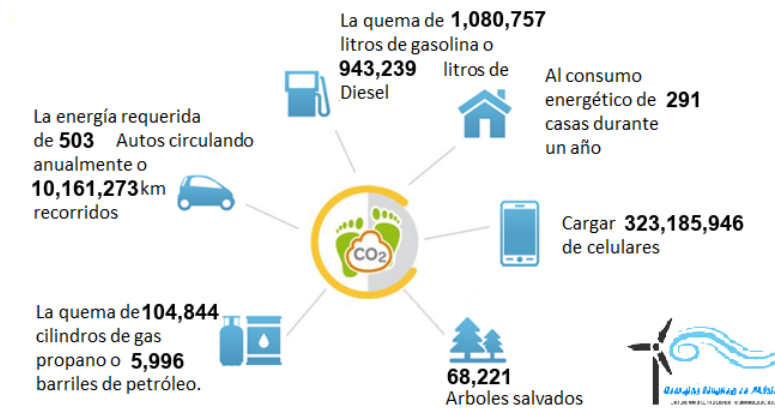 La quema de 1,080,757
litros de gasolina o
943,239 litros de
Diesel
Al consumo
energético de 291
casas durante
un año
La energía requerida
de 503 Autos circulando
anualmente o
10,161,273 km
recorridos
CO2
Cargar 323,185,946
de celulares
La quema de 104,844
cilindros de gas
propano o 5,996
barriles de petróleo.
68,221
Arboles salvados